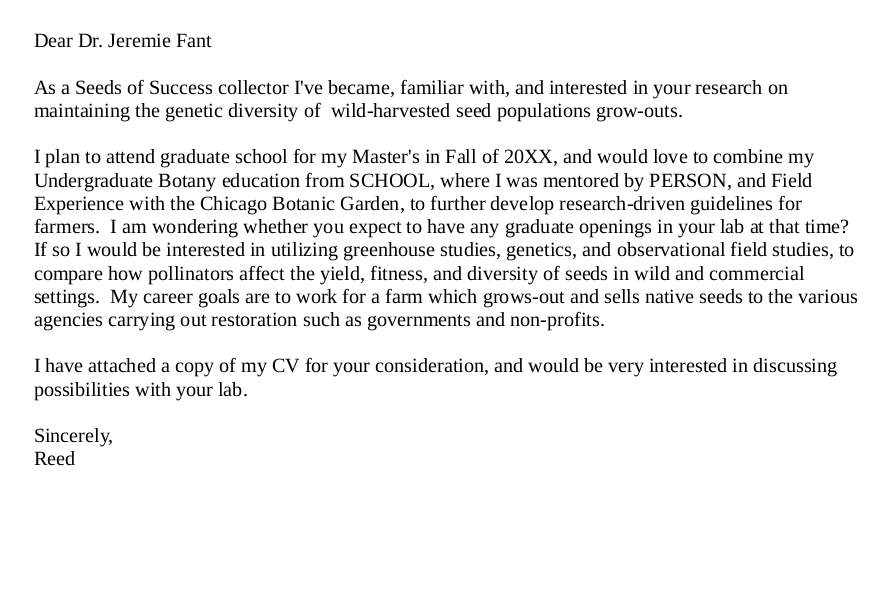 Dear Dr. Jeremie Fant
As a Seeds of Success collector I've became, familiar with, and interested in your research on
maintaining the genetic diversity of  wild-harvested seed populations grow-outs.
I plan to attend graduate school for my Master's in Fall of 20XX, and would love to combine my
Undergraduate Botany education from SCHOOL, where I was mentored by PERSON, and Field
Experience with the Chicago Botanic Garden, to further develop research-driven guidelines for
farmers.  I am wondering whether you expect to have any graduate openings in your lab at that time?
If so I would be interested in utilizing greenhouse studies, genetics, and observational field studies, to
compare how pollinators affect the yield, fitness, and diversity of seeds in wild and commercial
settings.  My career goals are to work for a farm which grows-out and sells native seeds to the various
agencies carrying out restoration such as governments and non-profits.
I have attached a copy of my CV for your consideration, and would be very interested in discussing
possibilities with your lab.
Sincerely,
Reed